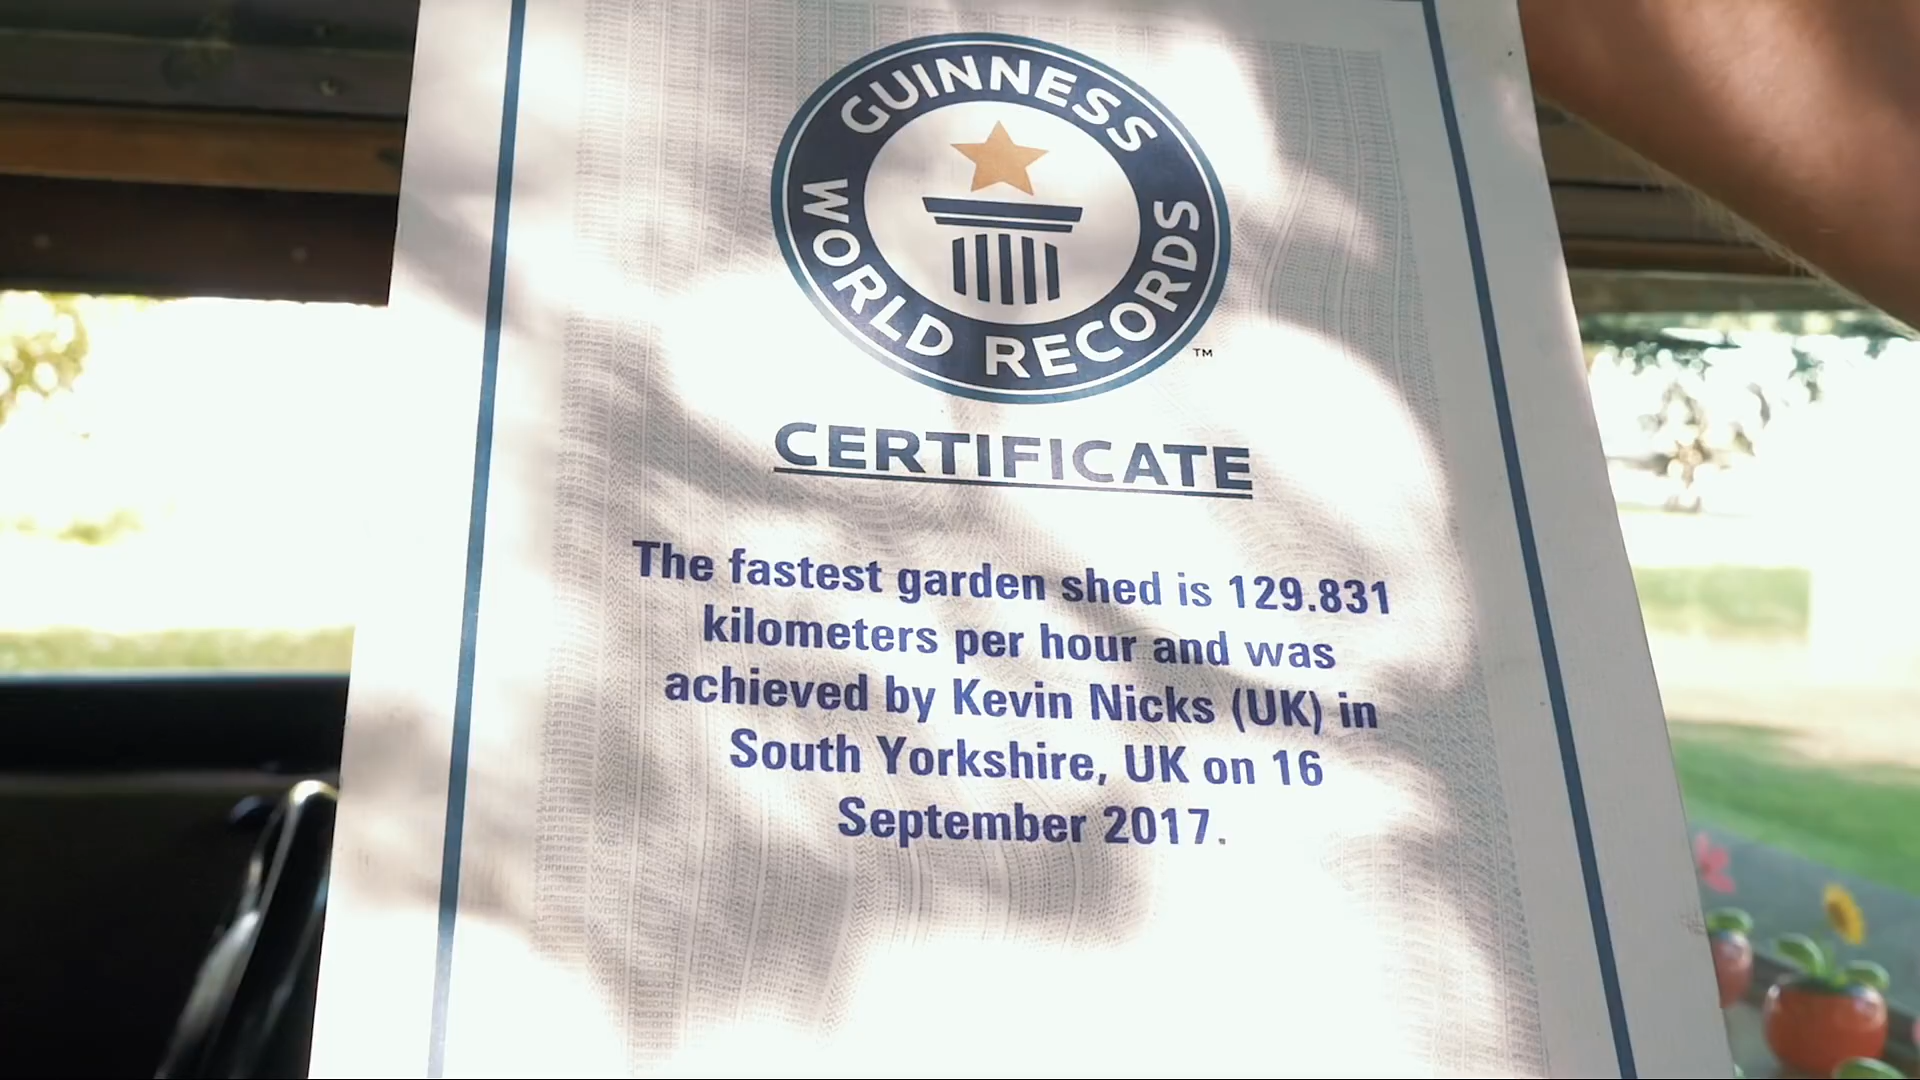 GUINNESS
WORLD RECORDS
™
CERTIFICATE
The fastest garden shed is 129.831
kilometers per hour and was
achieved by Kevin Nicks (UK) in
South Yorkshire, UK on 16
September 2017.